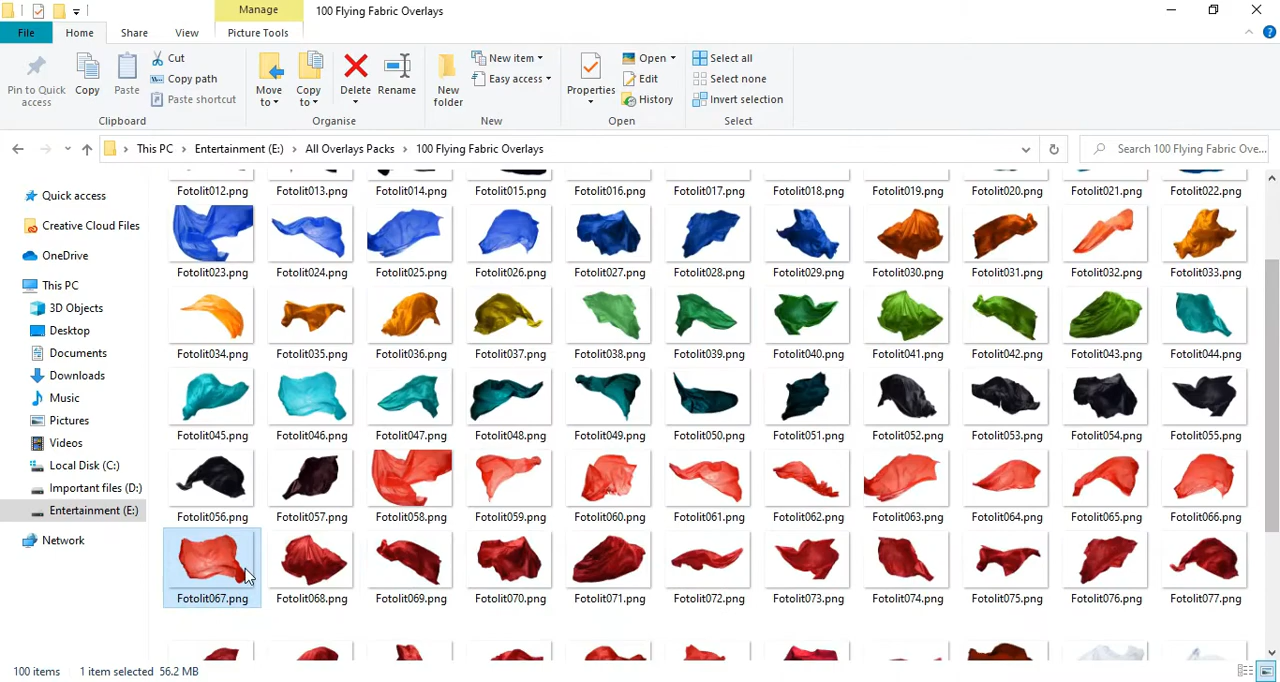 Manage
100 Flying Fabric Overlays
File
Home
Share
View
Picture Tools
Pin to Quick access
Copy
Paste
Cut
Copy path
Paste shortcut
Clipboard
Move to
Copy to
Delete
Rename
Organise
New folder
New item
Easy access
New
Properties
Open
Edit
History
Open
Select all
Select none
Invert selection
Select
This PC
Entertainment (E:)
All Overlays Packs
100 Flying Fabric Overlays
Search 100 Flying Fabric Ove...
Quick access
Creative Cloud Files
OneDrive
This PC
3D Objects
Desktop
Documents
Downloads
Music
Pictures
Videos
Local Disk (C:)
Important files (D:)
Entertainment (E:)
Network
Fotolit012.png Fotolit013.png Fotolit014.png Fotolit015.png Fotolit016.png Fotolit017.png Fotolit018.png Fotolit019.png Fotolit020.png Fotolit021.png Fotolit022.png
Fotolit023.png Fotolit024.png Fotolit025.png Fotolit026.png Fotolit027.png Fotolit028.png Fotolit029.png Fotolit030.png Fotolit031.png Fotolit032.png Fotolit033.png
Fotolit034.png Fotolit035.png Fotolit036.png Fotolit037.png Fotolit038.png Fotolit039.png Fotolit040.png Fotolit041.png Fotolit042.png Fotolit043.png Fotolit044.png
Fotolit045.png Fotolit046.png Fotolit047.png Fotolit048.png Fotolit049.png Fotolit050.png Fotolit051.png Fotolit052.png Fotolit053.png Fotolit054.png Fotolit055.png
Fotolit056.png Fotolit057.png Fotolit058.png Fotolit059.png Fotolit060.png Fotolit061.png Fotolit062.png Fotolit063.png Fotolit064.png Fotolit065.png Fotolit066.png
Fotolit067.png Fotolit068.png Fotolit069.png Fotolit070.png Fotolit071.png Fotolit072.png Fotolit073.png Fotolit074.png Fotolit075.png Fotolit076.png Fotolit077.png
100 items
1 item selected 56.2 MB